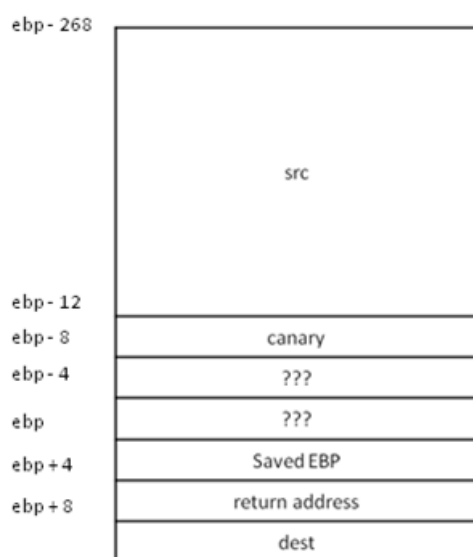 ebp - 268
src
ebp - 12
ebp - 8
canary
ebp - 4
???
ebp
???
ebp + 4
Saved EBP
ebp + 8
return address
dest